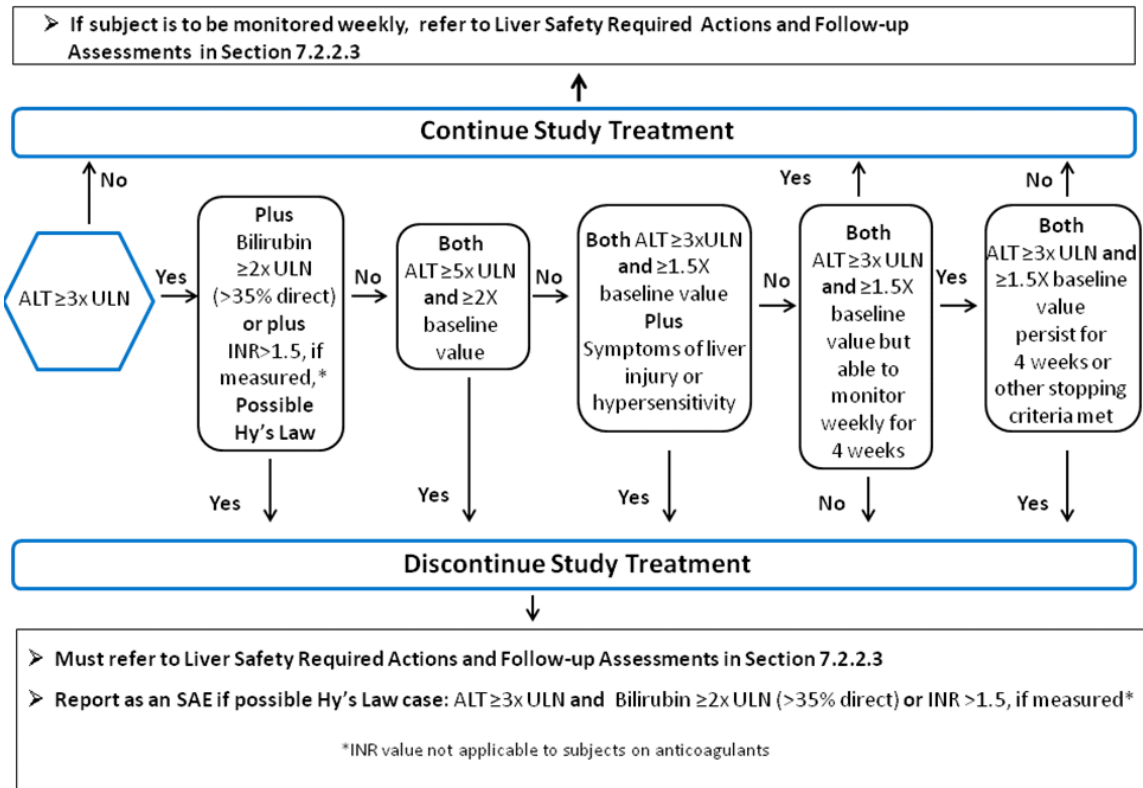 ➢ If subject is to be monitored weekly, refer to Liver Safety Required Actions and Follow-up
Assessments in Section 7.2.2.3
Continue Study Treatment
No
Yes
No
ALT ≥3x ULN
Yes
Plus
Bilirubin
≥2x ULN
(>35% direct)
or plus
INR>1.5, if
measured,*
Possible
Hy's Law
No
Both
ALT≥5x ULN
and ≥2X
baseline
value
No
Both ALT≥3xULN
and ≥1.5X
baseline value
Plus
Symptoms of liver
injury or
hypersensitivity
No
Both
ALT≥3x ULN
and ≥1.5X
baseline
value but
able to
monitor
weekly for
4 weeks
Yes
Both
ALT≥3x ULN and
≥1.5X baseline
value
persist for
4 weeks or
other stopping
criteria met
Yes
Yes
Yes
No
Yes
Discontinue Study Treatment
➢ Must refer to Liver Safety Required Actions and Follow-up Assessments in Section 7.2.2.3
➢ Report as an SAE if possible Hy's Law case: ALT≥3x ULN and Bilirubin ≥2x ULN (>35% direct) or INR >1.5, if measured*
*INR value not applicable to subjects on anticoagulants